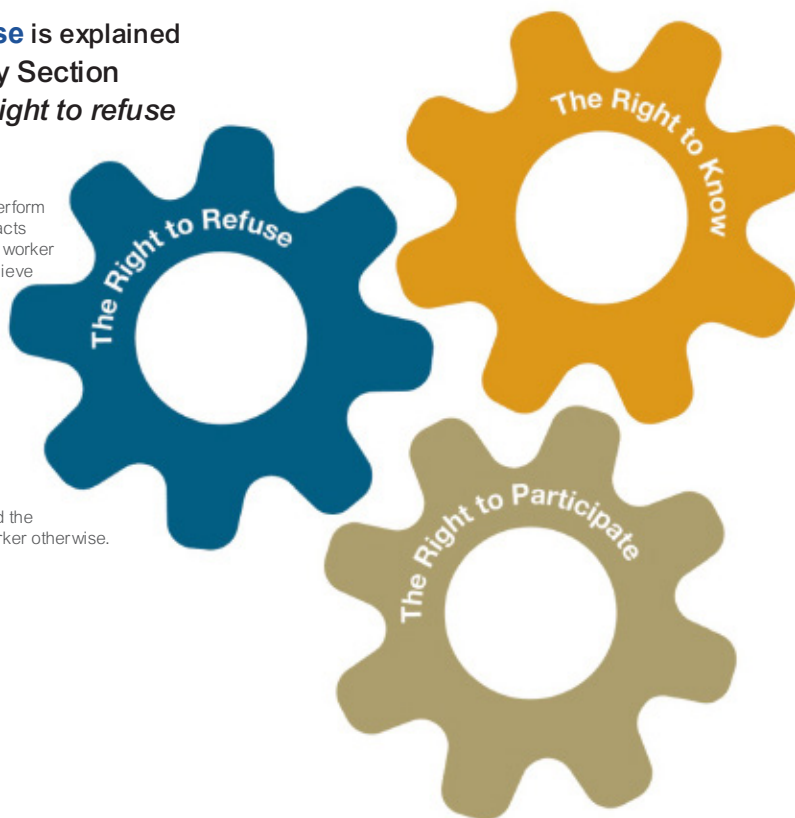 se is explained
y Section
ight to refuse
erform
acts
worker
ieve
d the
rker otherwise.
The Right to Refuse
The Right to Know
The Right to Participate